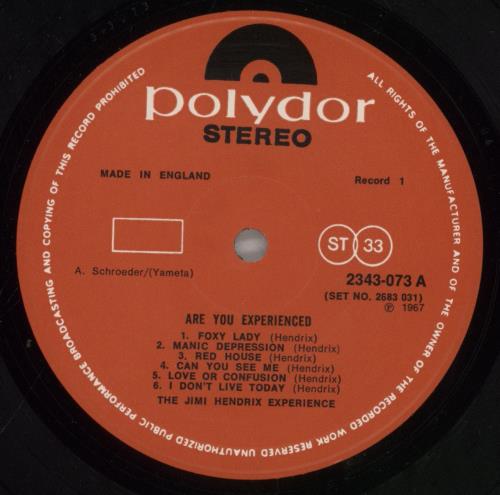 polydor
STEREO
MADE IN ENGLAND
Record 1
ST 33
A. Schroeder/(Yameta)
2343-073 A
(SET NO. 2683 031)
℗ 1967
ARE YOU EXPERIENCED
1. FOXY LADY (Hendrix)
2. MANIC DEPRESSION (Hendrix)
3. RED HOUSE (Hendrix)
4. CAN YOU SEE ME (Hendrix)
5. LOVE OR CONFUSION (Hendrix)
6. I DON'T LIVE TODAY (Hendrix)
THE JIMI HENDRIX EXPERIENCE
ALL RIGHTS OF THE MANUFACTURER AND OF THE OWNER OF THE RECORDED WORK RESERVED UNAUTHORIZED PUBLIC PERFORMANCE BROADCASTING AND COPYING OF THIS RECORD PROHIBITED